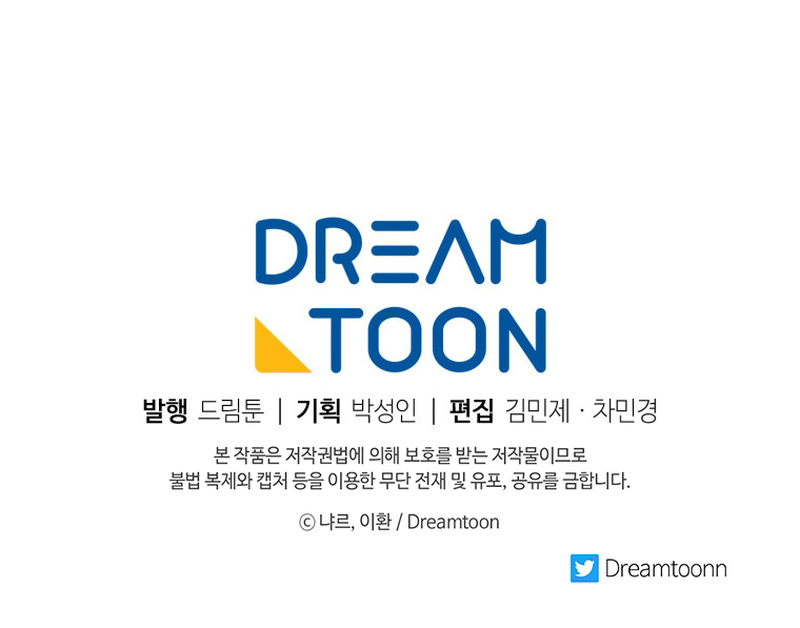 DREAM
TOON
발행 드림툰 | 기획 박성인 | 편집 김민제 · 차민경
본 작품은 저작권법에 의해 보호를 받는 저작물이므로
불법 복제와 캡처 등을 이용한 무단 전재 및 유포, 공유를 금합니다.
ⓒ 냐르, 이환 / Dreamtoon
Dreamtoonn